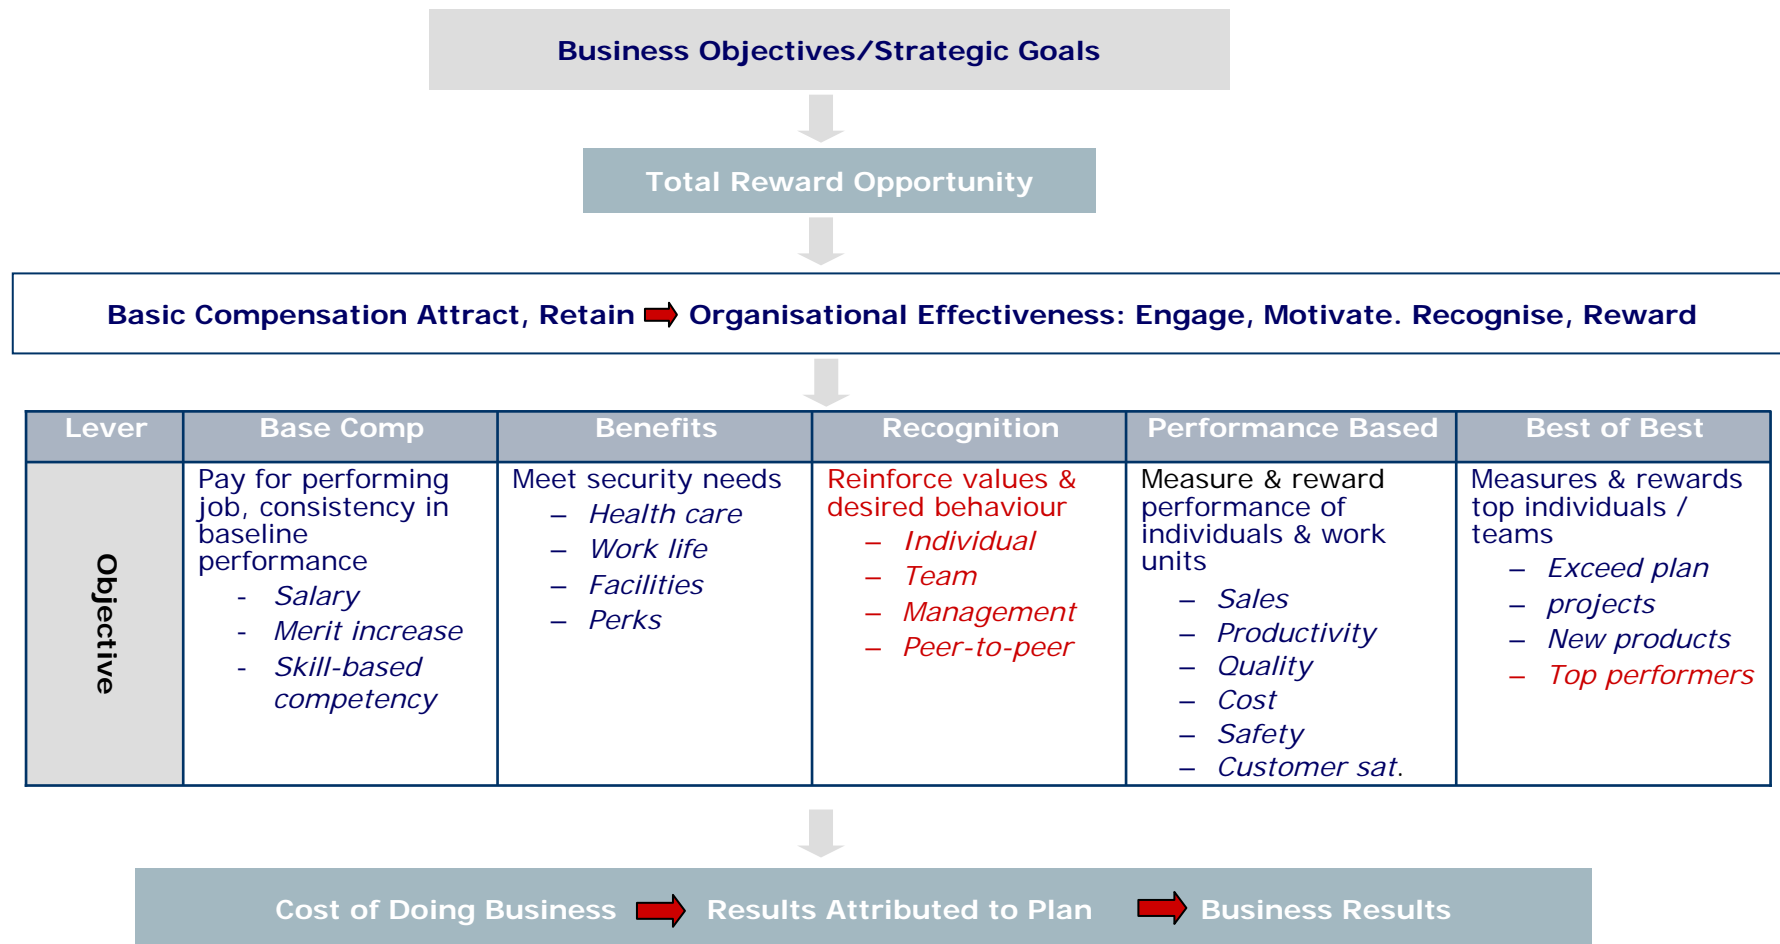 Business Objectives/Strategic Goals
Total Reward Opportunity
Basic Compensation Attract, Retain Organisational Effectiveness: Engage, Motivate. Recognise, Reward
Lever
Base Comp
Benefits
Recognition
Performance Based
Best of Best
Objective
Pay for performing
job, consistency in
baseline
performance
- Salary
- Merit increase
- Skill-based
competency
Meet security needs
– Health care
– Work life
– Facilities
– Perks
Reinforce values &
desired behaviour
– Individual
– Team
– Management
– Peer-to-peer
Measure & reward
performance of
individuals & work
units
– Sales
– Productivity
– Quality
– Cost
– Safety
– Customer sat.
Measures & rewards
top individuals /
teams
– Exceed plan
– projects
– New products
– Top performers
Cost of Doing Business Results Attributed to Plan Business Results